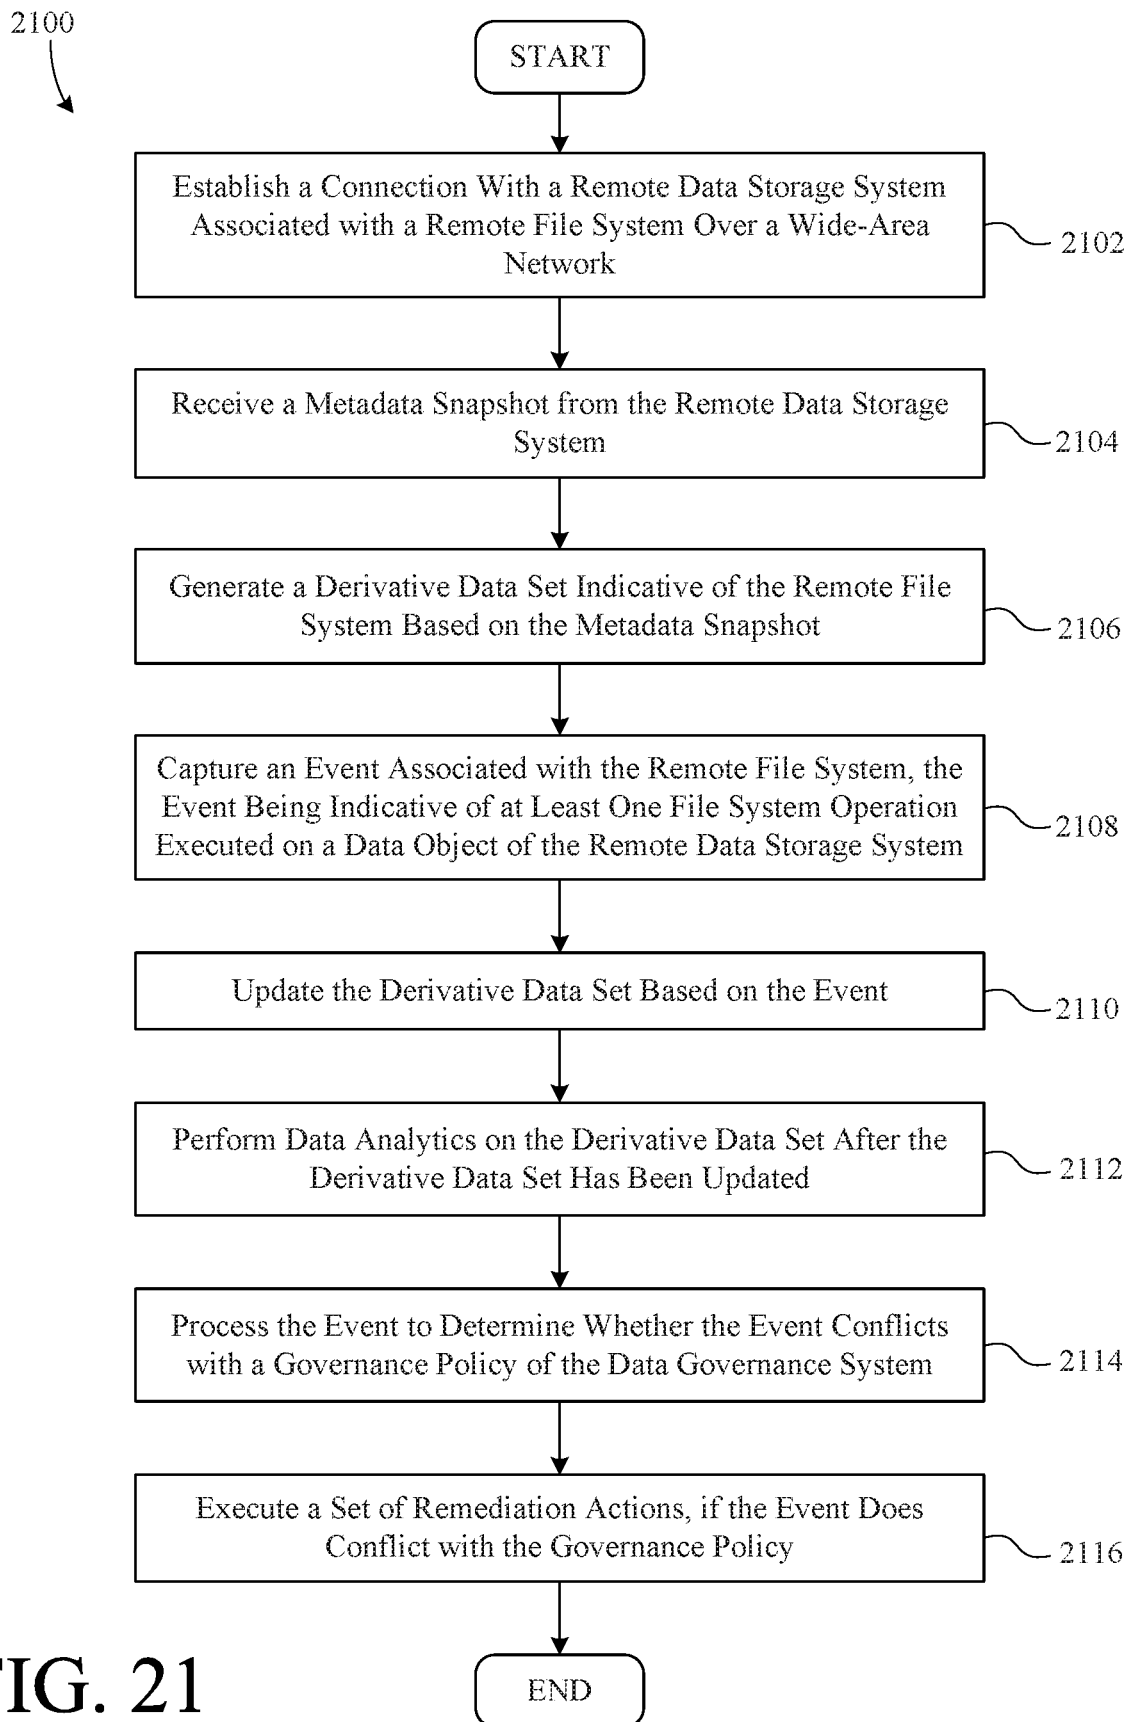 2100
START
Establish a Connection With a Remote Data Storage System
Associated with a Remote File System Over a Wide-Area
Network
2102
Receive a Metadata Snapshot from the Remote Data Storage
System
2104
Generate a Derivative Data Set Indicative of the Remote File
System Based on the Metadata Snapshot
2106
Capture an Event Associated with the Remote File System, the
Event Being Indicative of at Least One File System Operation
Executed on a Data Object of the Remote Data Storage System
2108
Update the Derivative Data Set Based on the Event
2110
Perform Data Analytics on the Derivative Data Set After the
Derivative Data Set Has Been Updated
2112
Process the Event to Determine Whether the Event Conflicts
with a Governance Policy of the Data Governance System
2114
Execute a Set of Remediation Actions, if the Event Does
Conflict with the Governance Policy
2116
END
FIG. 21